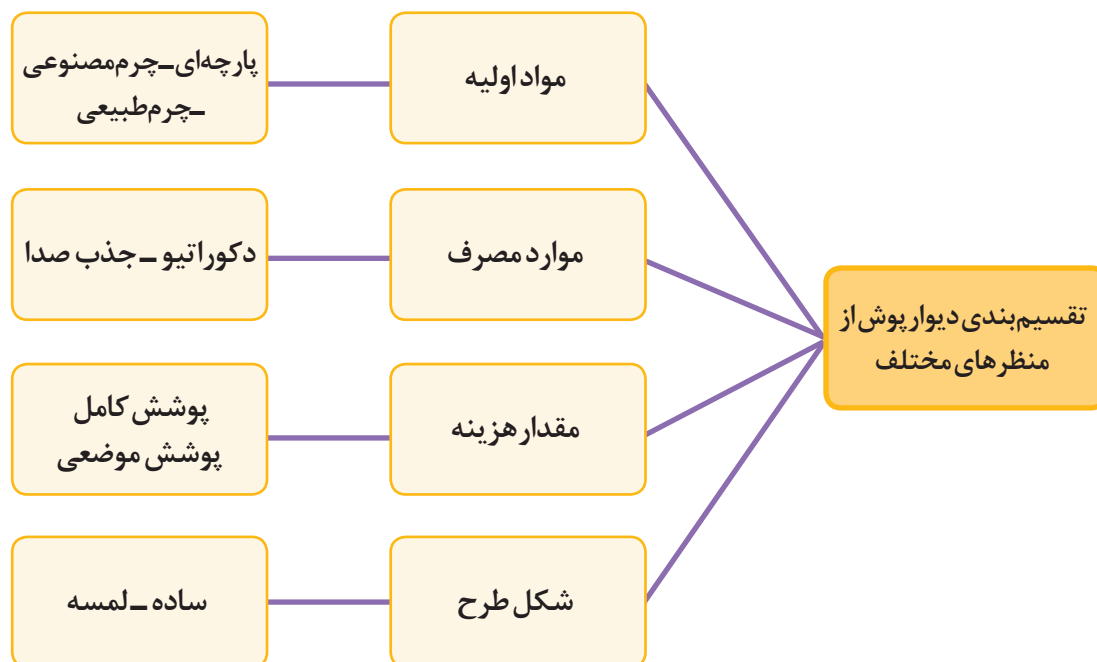 تقسیم‌بندی دیوارپوش از
منظرهای مختلف
مواد اولیه
پارچه‌ای ـ چرم‌مصنوعی
ـ چرم‌طبیعی
موارد مصرف
دکوراتیو ـ جذب صدا
مقدار هزینه
پوشش کامل
پوشش موضعی
شکل طرح
ساده ـ لمسه